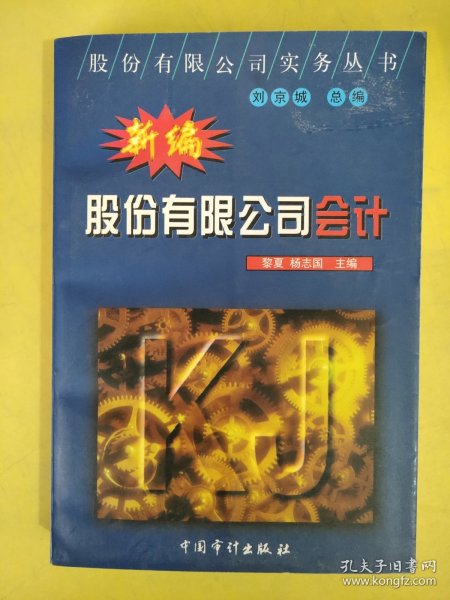 股份有限公司实务丛书
刘京城 总编
新编
股份有限公司会计
黎夏 杨志国 主编
KJ
中国审计出版社
孔夫子旧书网
www.kongfz.com